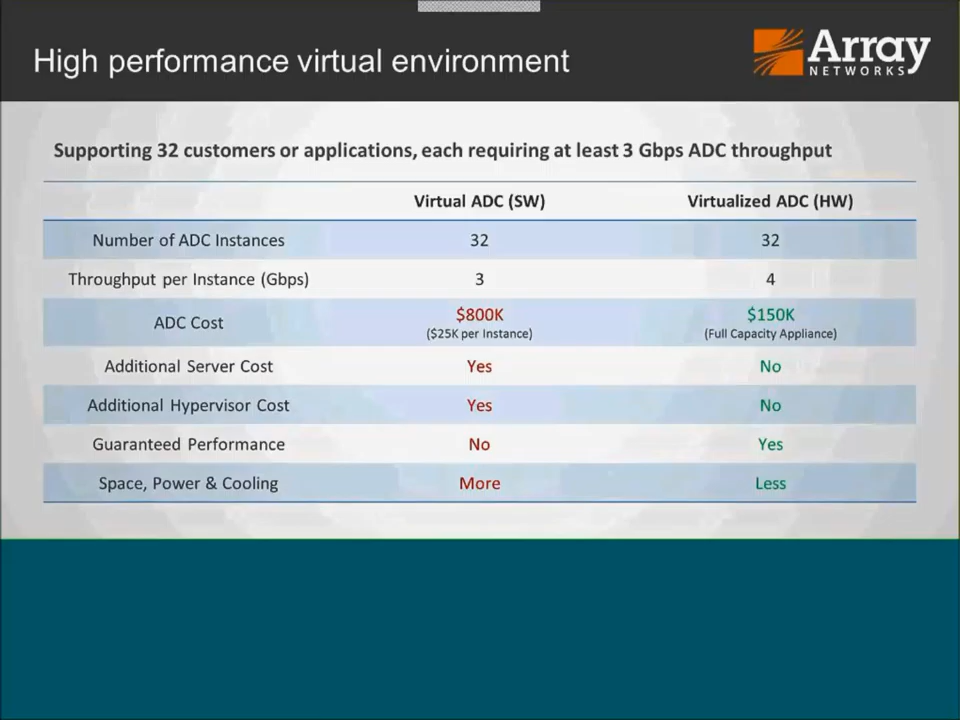 High performance virtual environment
Array
NETWORKS
Supporting 32 customers or applications, each requiring at least 3 Gbps ADC throughput
Virtual ADC (SW) Virtualized ADC (HW)
Number of ADC Instances 32 32
Throughput per Instance (Gbps) 3 4
ADC Cost $800K ($25K per Instance) $150K (Full Capacity Appliance)
Additional Server Cost Yes No
Additional Hypervisor Cost Yes No
Guaranteed Performance No Yes
Space, Power & Cooling More Less